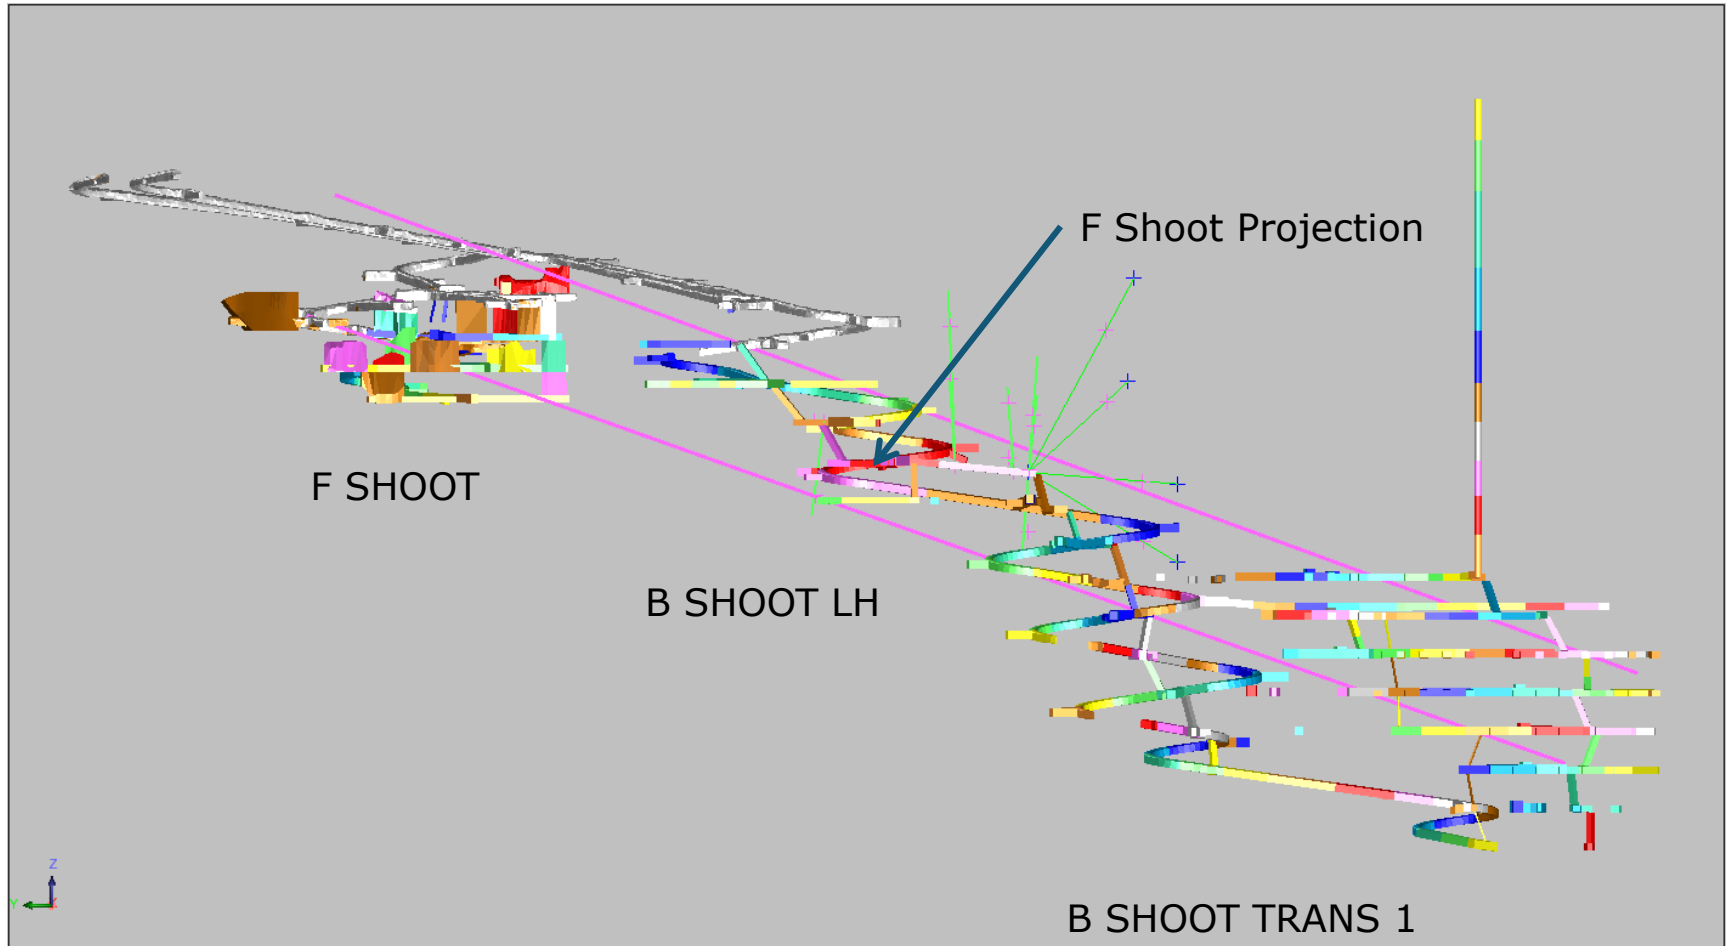 F Shoot Projection
F SHOOT
B SHOOT LH
B SHOOT TRANS 1
Z
Y
X